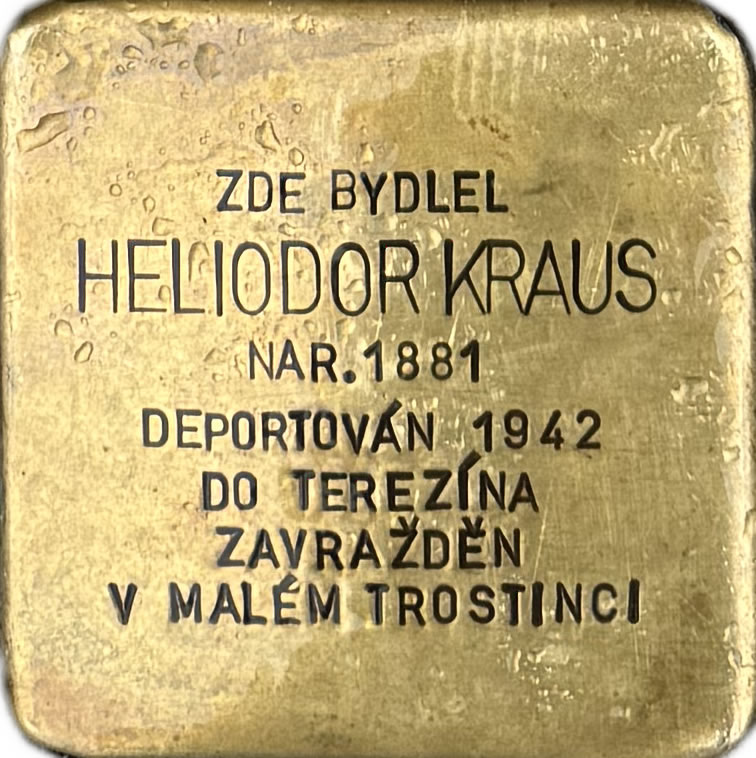 ZDE BYDLEL
HELIODOR KRAUS
NAR.1881
DEPORTOVÁN 1942
DO TEREZÍNA
ZAVRAŽDĚN
V MALÉM TROSTINCI